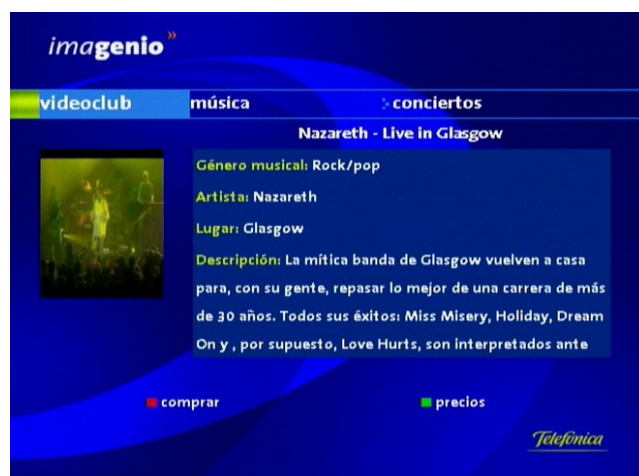 imagenio»
videoclub música conciertos
Nazareth - Live in Glasgow
Género musical: Rock/pop
Artista: Nazareth
Lugar: Glasgow
Descripción: La mítica banda de Glasgow vuelven a casa
para, con su gente, repasar lo mejor de una carrera de más
de 30 años. Todos sus éxitos: Miss Misery, Holiday, Dream
On y , por supuesto, Love Hurts, son interpretados ante
comprar precios
Telefónica